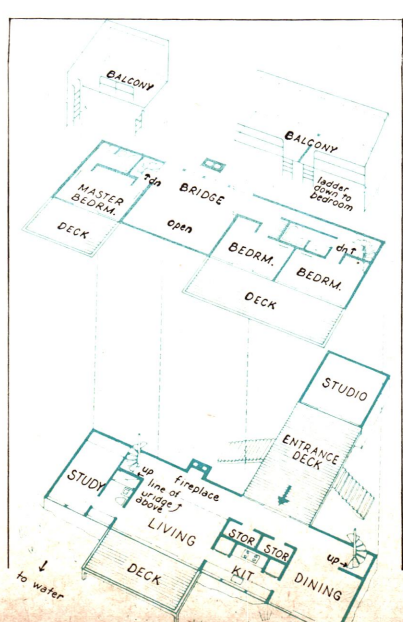 BALCONY
BALCONY
ladder
down to
bedroom
dn
BRIDGE
MASTER
BEDRM.
open
DECK
BEDRM.
dn
BEDRM.
DECK
STUDIO
ENTRANCE
DECK
up
fireplace
line of
bridge
above
STUDY
LIVING
STOR
STOR
up
KIT.
DECK
DINING
to water